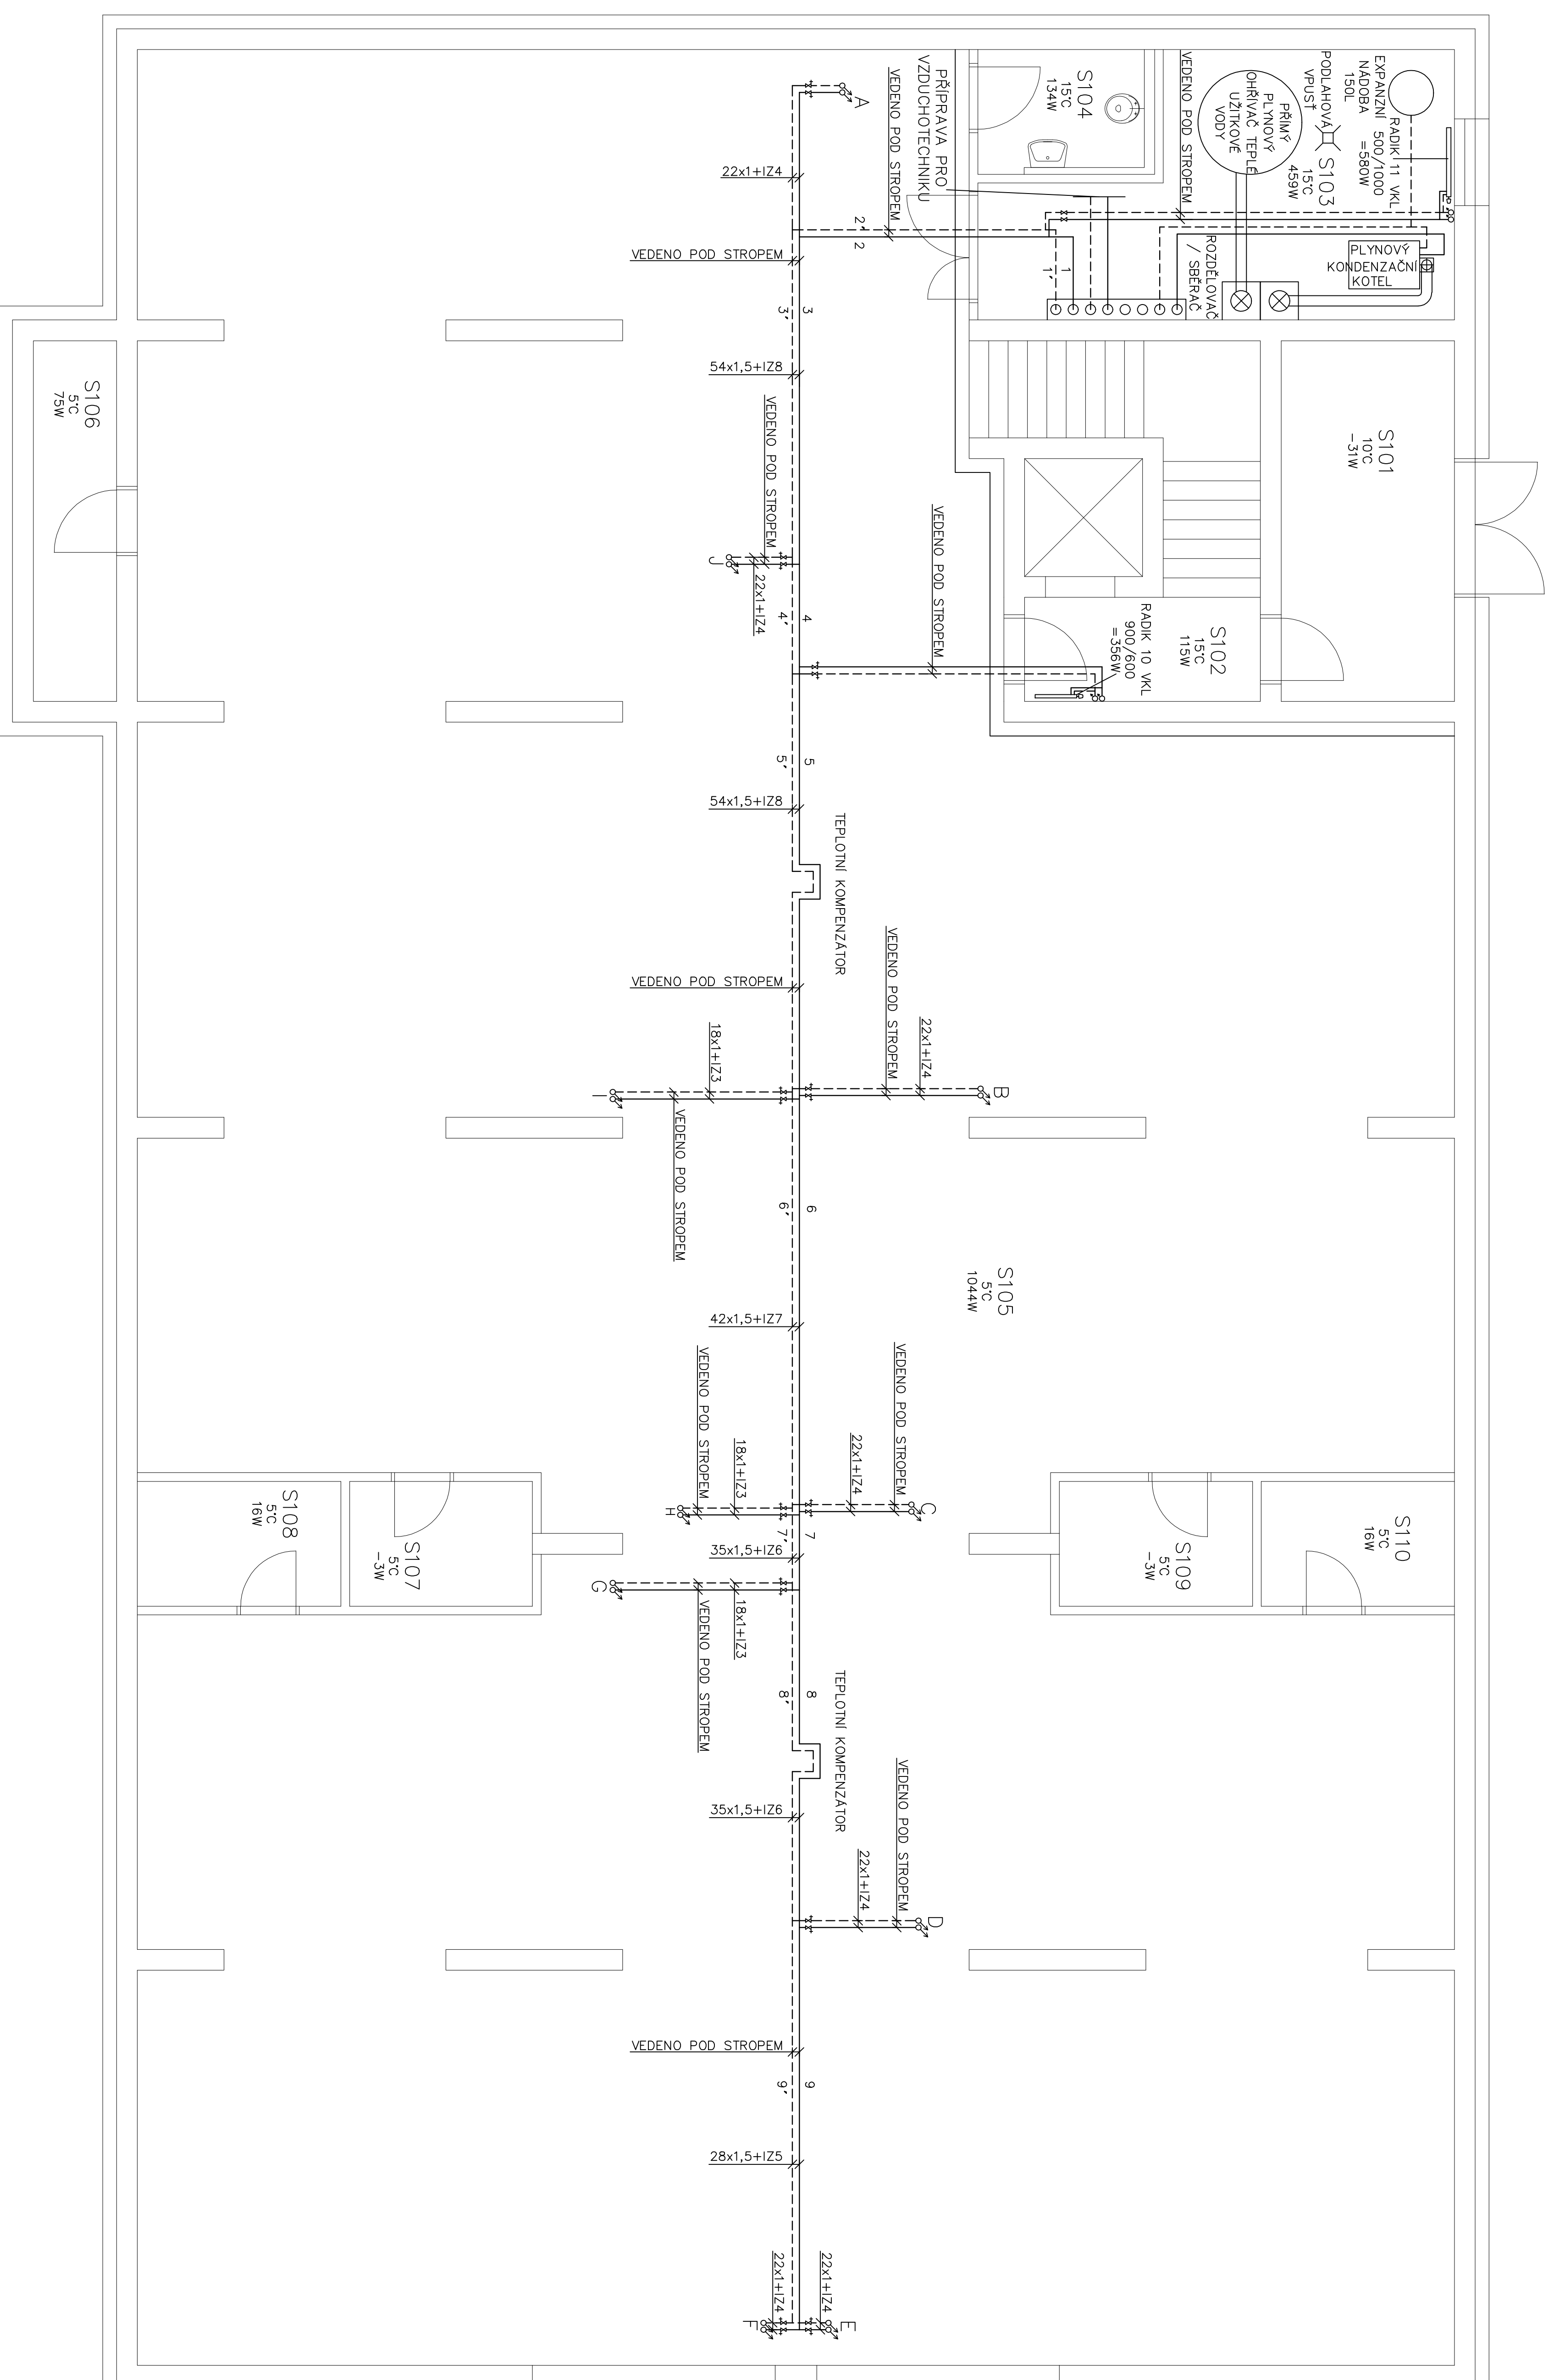 EXPANZNÍ
NÁDOBA
150L
RADIK 11 VKL
500/1000
=580W
PODLAHOVÁ
VPUSŤ
S103
15°C
459W
PŘÍMÝ
PLYNOVÝ
OHŘÍVAČ TEPLÉ
UŽITKOVÉ
VODY
VEDENO POD STROPEM
S104
15°C
134W
PŘÍPRAVA PRO
VZDUCHOTECHNIKU
VEDENO POD STROPEM
A
22x1+IZ4
2'
2
1
1'
ROZDĚLOVAČ
/ SBĚRAČ
PLYNOVÝ
KONDENZAČNÍ
KOTEL
VEDENO POD STROPEM
3
3'
54x1,5+IZ8
S106
5°C
75W
S101
10°C
-31W
VEDENO POD STROPEM
J
22x1+IZ4
4
4'
VEDENO POD STROPEM
RADIK 10 VKL
900/600
=356W
S102
15°C
115W
5
5'
54x1,5+IZ8
TEPLOTNÍ KOMPENZÁTOR
VEDENO POD STROPEM
VEDENO POD STROPEM
22x1+IZ4
B
18x1+IZ3
I
VEDENO POD STROPEM
6
6'
S105
5°C
1044W
42x1,5+IZ7
VEDENO POD STROPEM
22x1+IZ4
C
VEDENO POD STROPEM
18x1+IZ3
H
7
7'
35x1,5+IZ6
S108
5°C
16W
S107
5°C
-3W
S109
5°C
-3W
S110
5°C
16W
G
18x1+IZ3
VEDENO POD STROPEM
8
8'
TEPLOTNÍ KOMPENZÁTOR
35x1,5+IZ6
VEDENO POD STROPEM
22x1+IZ4
D
VEDENO POD STROPEM
9
9'
28x1,5+IZ5
22x1+IZ4
F
22x1+IZ4
E